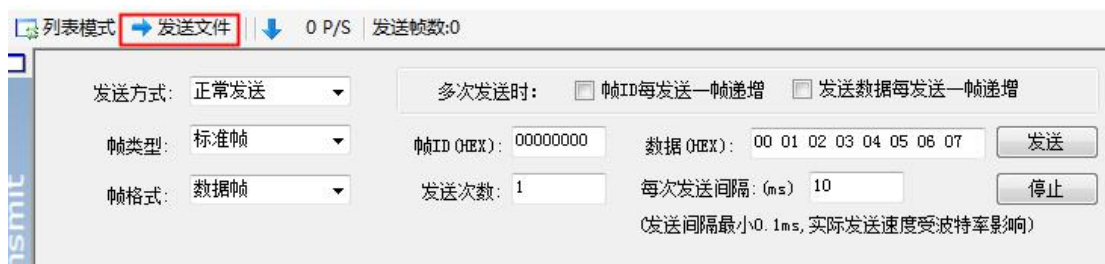 列表模式 发送文件 0 P/S 发送帧数:0
发送方式: 正常发送 多次发送时: 帧ID每发送一帧递增 发送数据每发送一帧递增
帧类型: 标准帧 帧ID(HEX): 00000000 数据(HEX): 00 01 02 03 04 05 06 07 发送
帧格式: 数据帧 发送次数: 1 每次发送间隔:(ms) 10 停止
(发送间隔最小0.1ms,实际发送速度受波特率影响)
nsmit